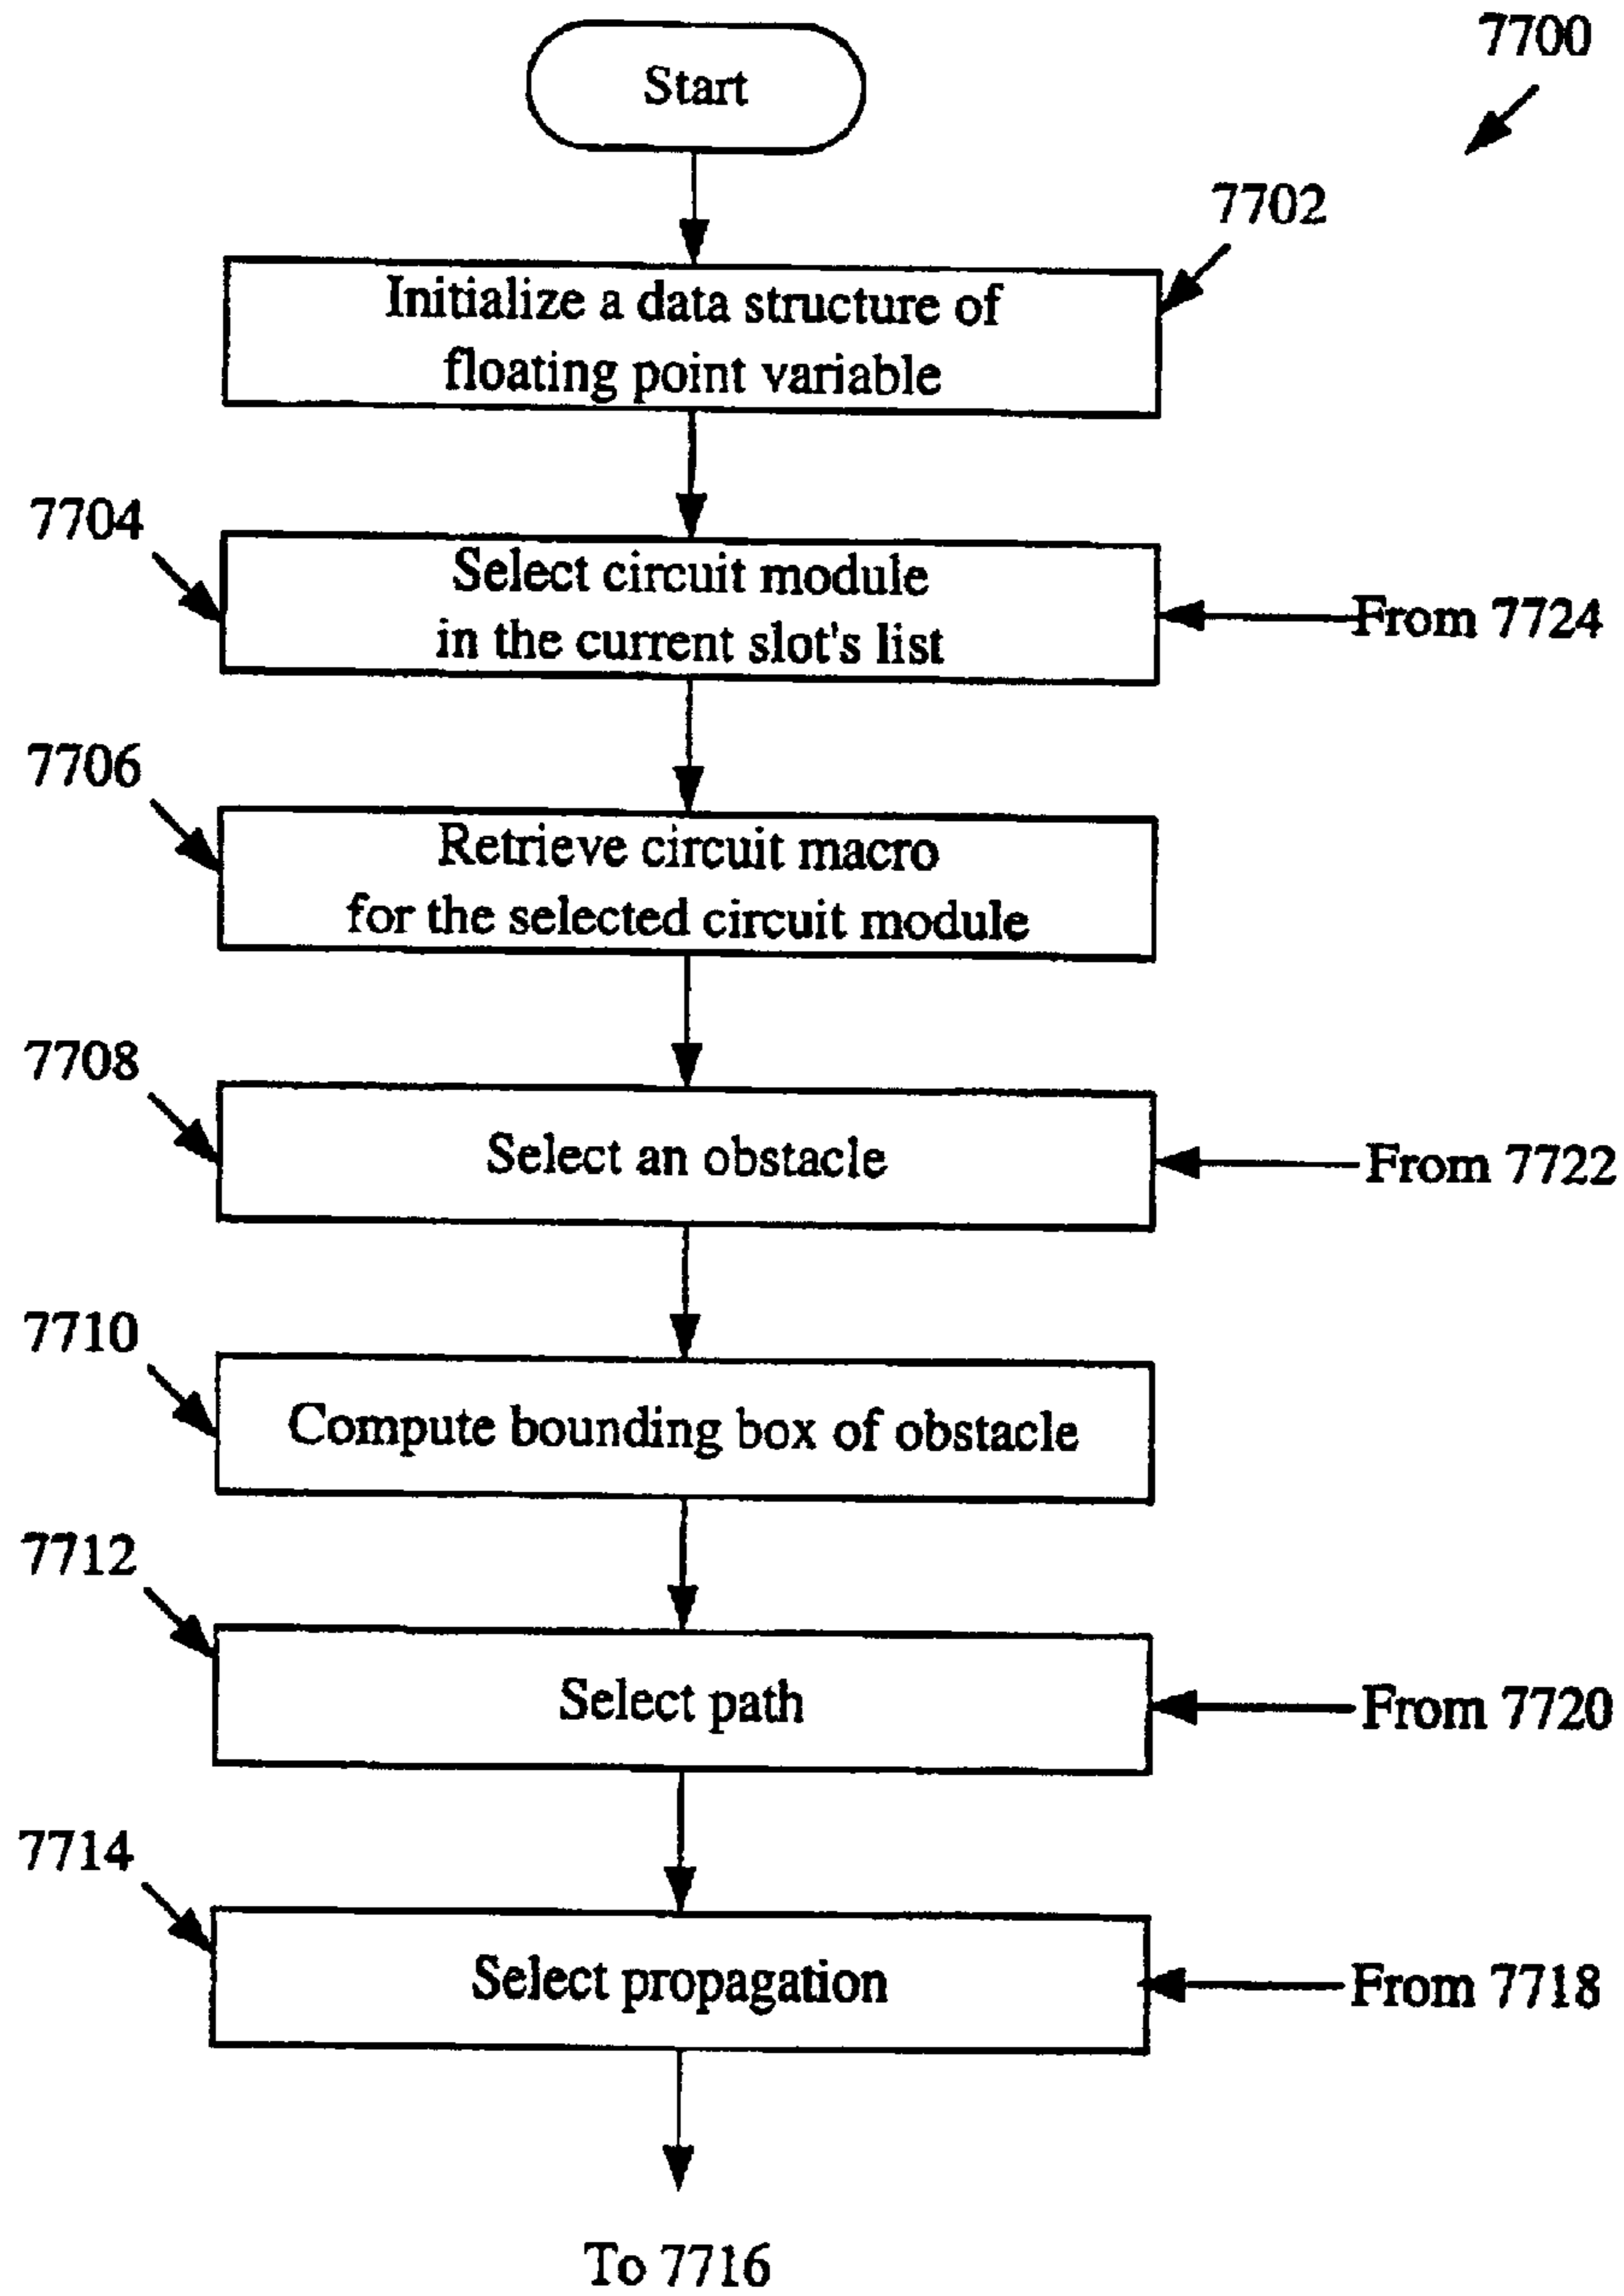 7700
Start
7702
Initialize a data structure of
floating point variable
7704
Select circuit module
in the current slot's list
From 7724
7706
Retrieve circuit macro
for the selected circuit module
7708
Select an obstacle
From 7722
7710
Compute bounding box of obstacle
7712
Select path
From 7720
7714
Select propagation
From 7718
To 7716